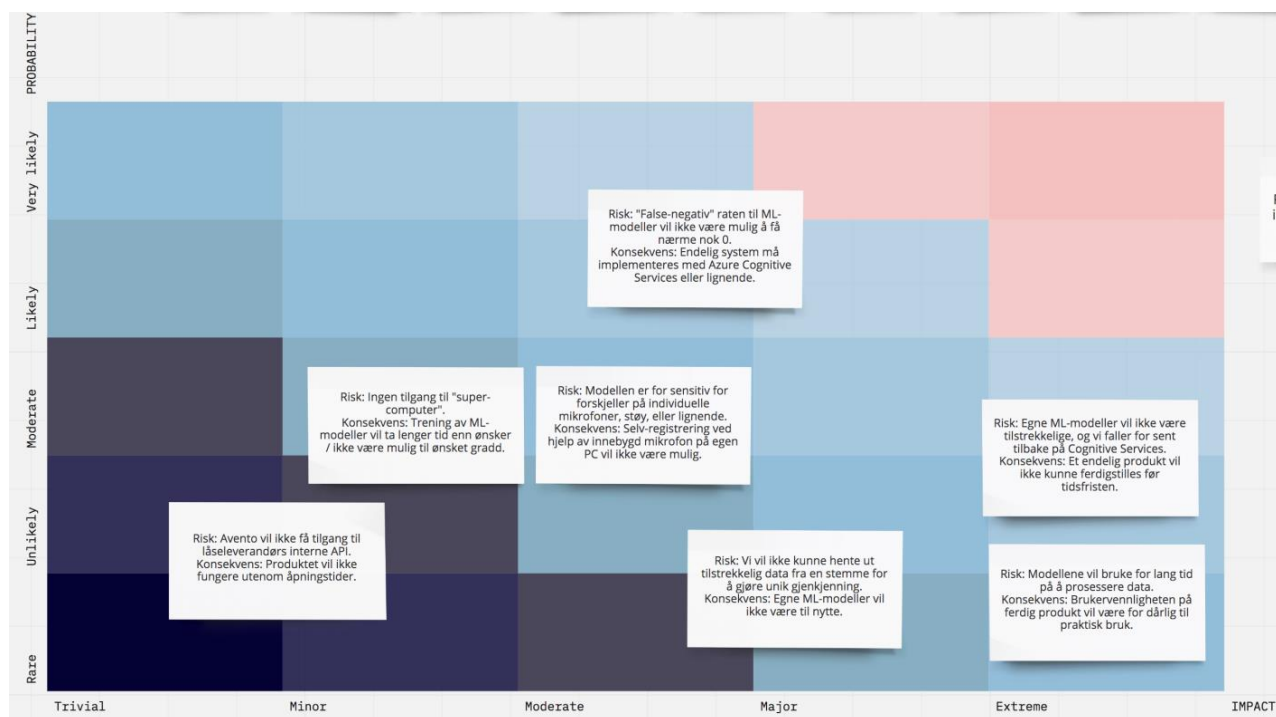 PROBABILITY
Very likely
Likely
Moderate
Unlikely
Rare
Risk: "False-negativ" raten til ML-
modeller vil ikke være mulig å få
nærme nok 0.
Konsekvens: Endelig system må
implementeres med Azure Cognitive
Services eller lignende.
Risk: Ingen tilgang til "super-
computer".
Konsekvens: Trening av ML-
modeller vil ta lenger tid enn ønsker
/ ikke være mulig til ønsket gradd.
Risk: Modellen er for sensitiv for
forskjeller på individuelle
mikrofoner, støy, eller lignende.
Konsekvens: Selv-registrering ved
hjelp av innebygd mikrofon på egen
PC vil ikke være mulig.
Risk: Egne ML-modeller vil ikke være
tilstrekkelige, og vi faller for sent
tilbake på Cognitive Services.
Konsekvens: Et endelig produkt vil
ikke kunne ferdigstilles før
tidsfristen.
Risk: Avento vil ikke få tilgang til
låseleverandørs interne API.
Konsekvens: Produktet vil ikke
fungere utenom åpningstider.
Risk: Vi vil ikke kunne hente ut
tilstrekkelig data fra en stemme for
å gjøre unik gjenkjenning.
Konsekvens: Egne ML-modeller vil
ikke være til nytte.
Risk: Modellene vil bruke for lang tid
på å prosessere data.
Konsekvens: Brukervennligheten på
ferdig produkt vil være for dårlig til
praktisk bruk.
Trivial
Minor
Moderate
Major
Extreme
IMPACT